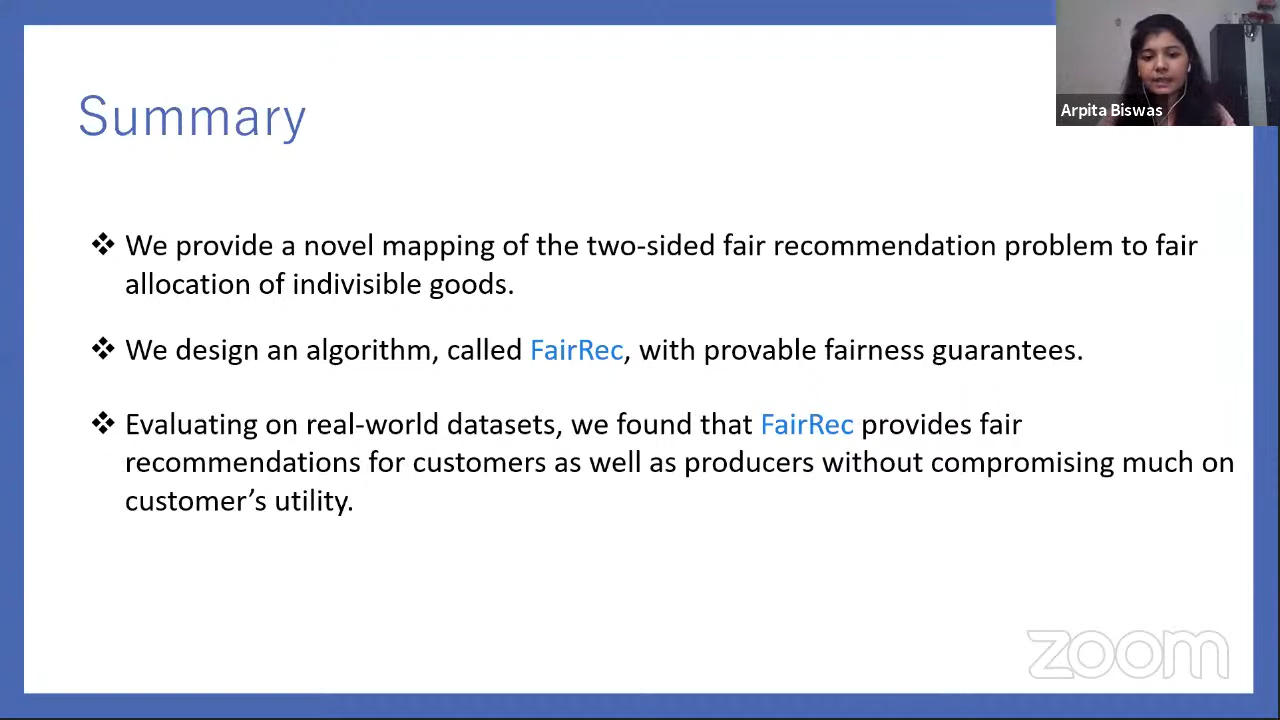 Summary
Arpita Biswas
❖ We provide a novel mapping of the two-sided fair recommendation problem to fair
allocation of indivisible goods.
❖ We design an algorithm, called FairRec, with provable fairness guarantees.
❖ Evaluating on real-world datasets, we found that FairRec provides fair
recommendations for customers as well as producers without compromising much on
customer’s utility.
zoom